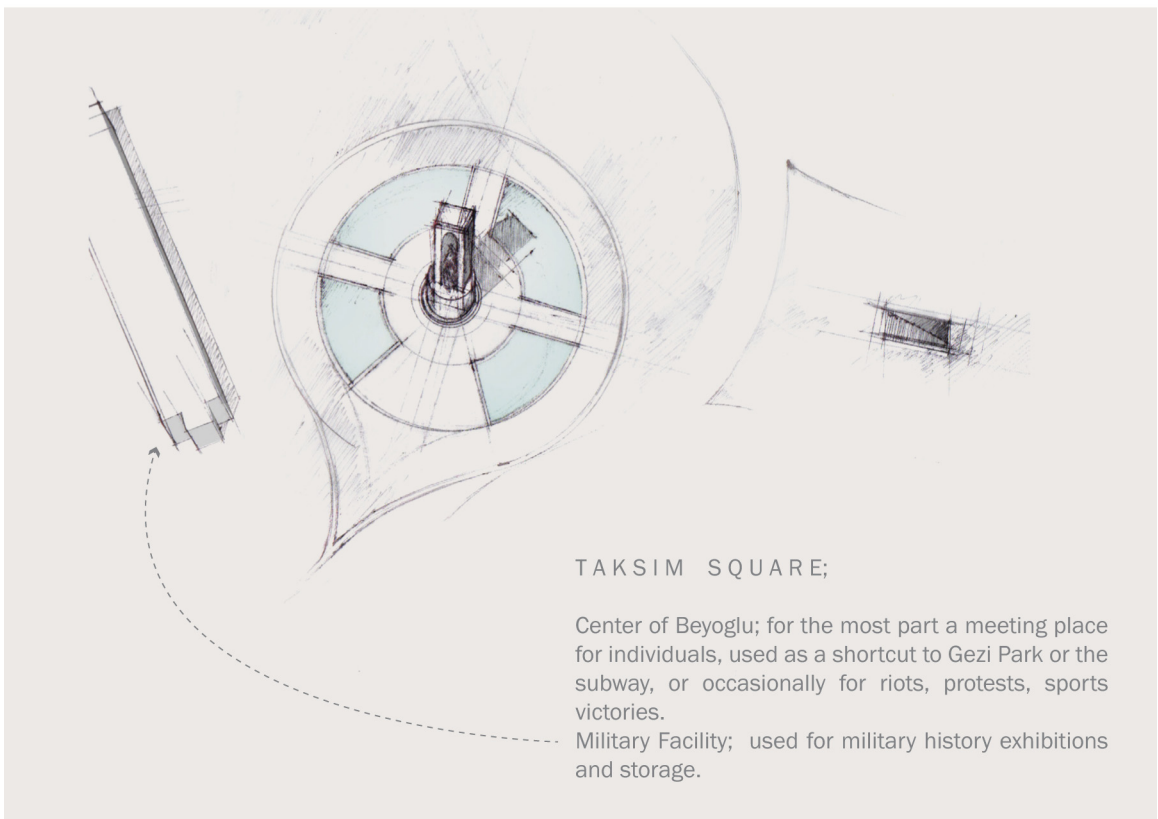 TAKSIM SQUARE;
Center of Beyoglu; for the most part a meeting place
for individuals, used as a shortcut to Gezi Park or the
subway, or occasionally for riots, protests, sports
victories.
Military Facility; used for military history exhibitions
and storage.